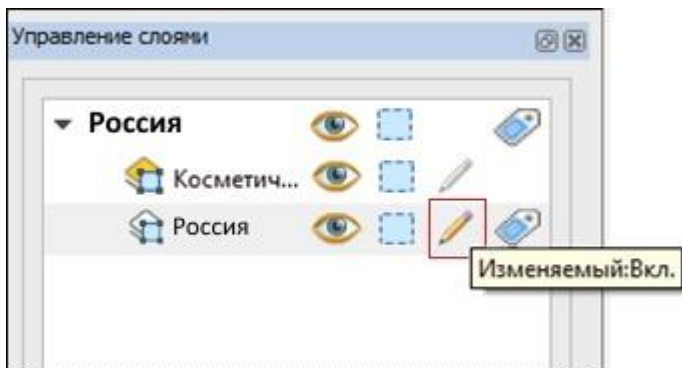 Управление слоями
Россия
Косметич...
Россия
Изменяемый:Вкл.